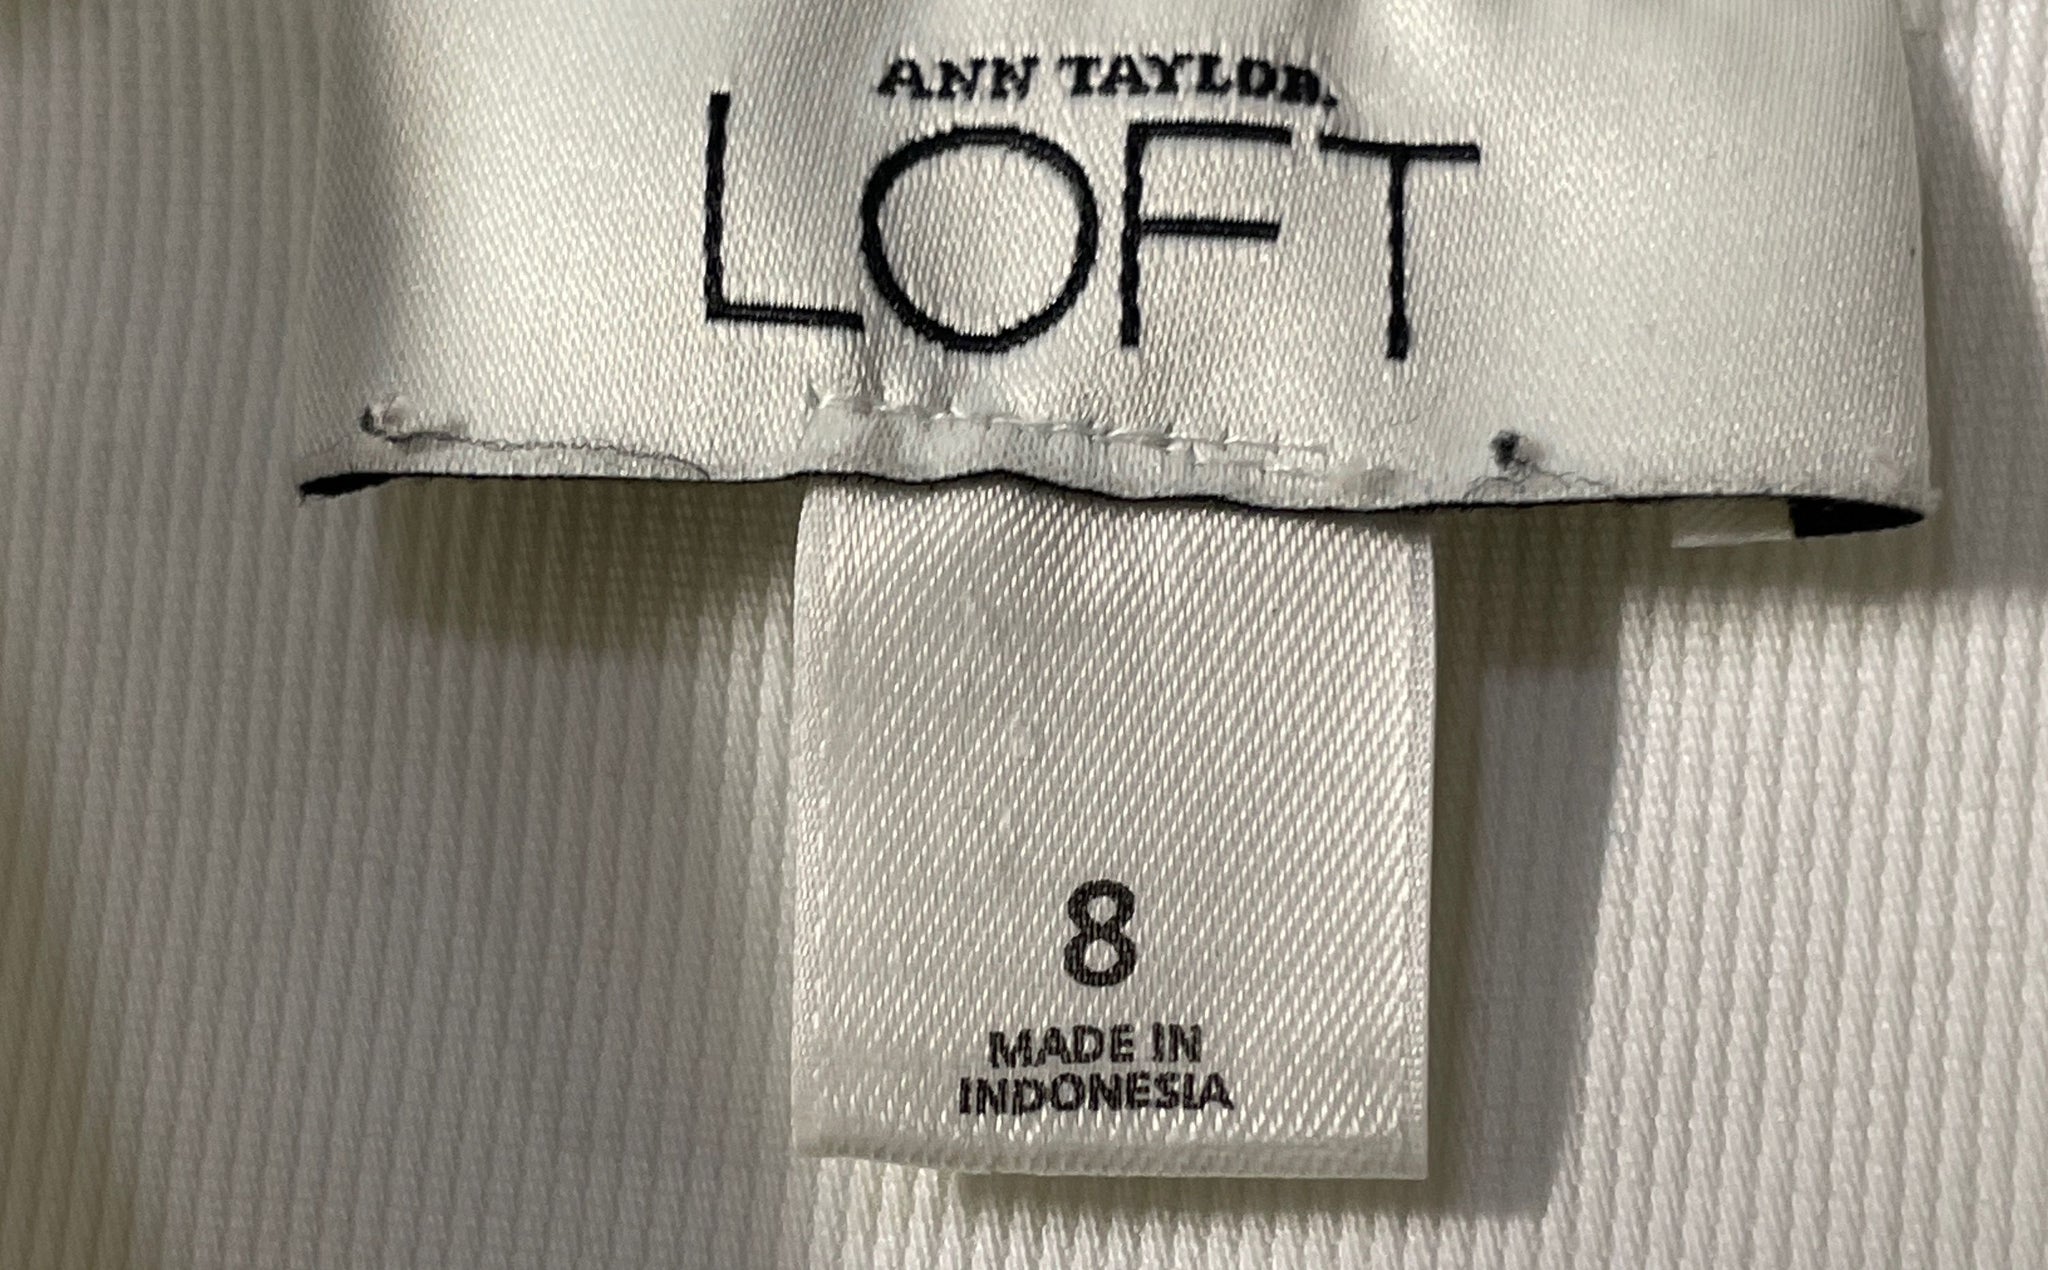 ANN TAYLOR.
LOFT
8
MADE IN
INDONESIA